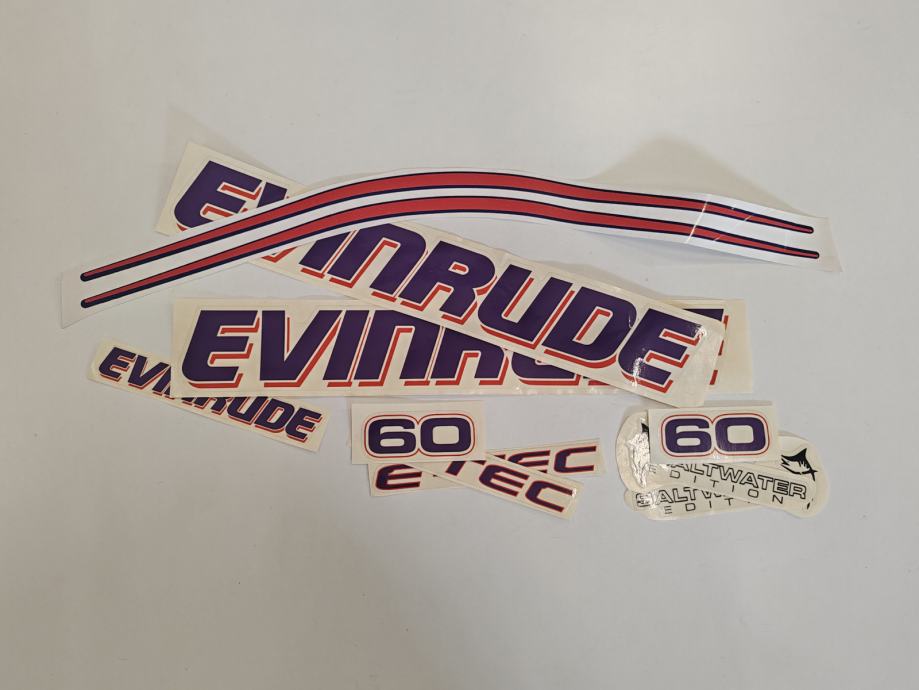 EVINRUDE
EVINRUDE
EVINRUDE
60
60
E-TEC
E-TEC
SALTWATER
EDITION
SALTWATER
EDITION